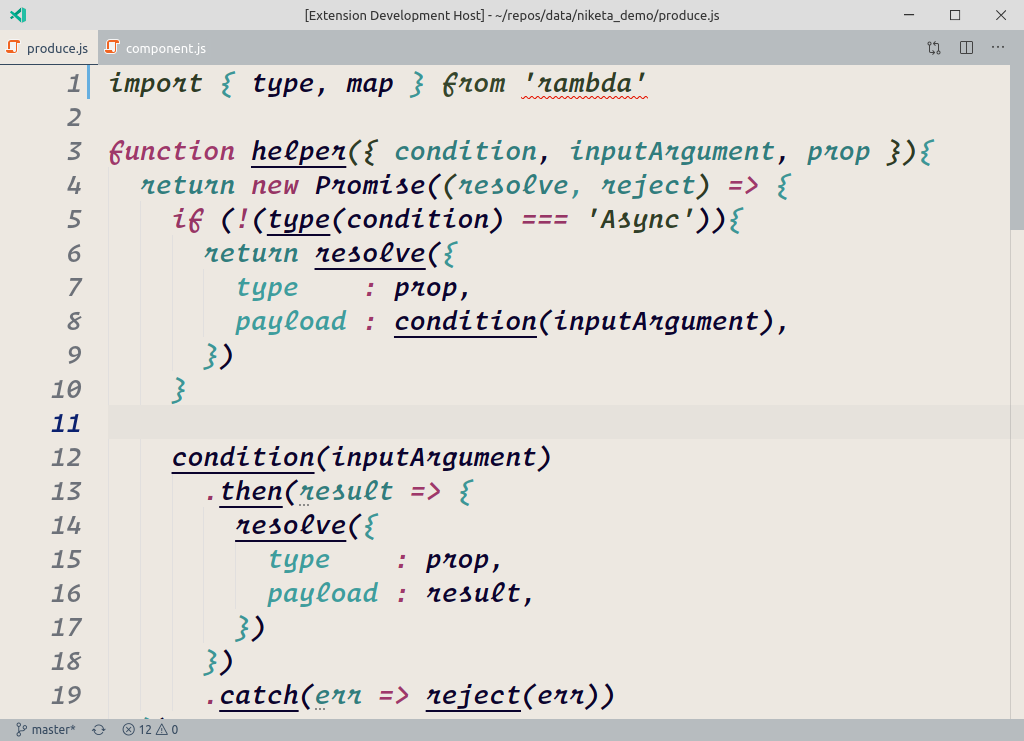 [Extension Development Host] - ~/repos/data/niketa_demo/produce.js
produce.js component.js
1 import { type, map } from 'rambda'
2
3 function helper({ condition, inputArgument, prop }){
4   return new Promise((resolve, reject) => {
5     if (!(type(condition) === 'Async')){
6       return resolve({
7         type    : prop,
8         payload : condition(inputArgument),
9       })
10     }
11
12     condition(inputArgument)
13       .then(result => {
14         resolve({
15           type    : prop,
16           payload : result,
17         })
18       })
19       .catch(err => reject(err))
master* 12 0